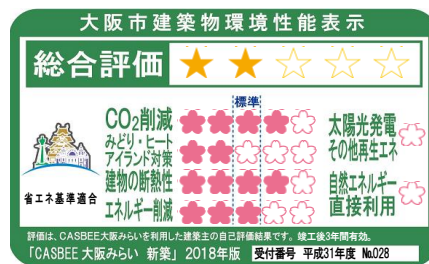 大阪市建築物環境性能表示
総合評価
標準
CO2削減
みどり・ヒート
アイランド対策
建物の断熱性
エネルギー削減
太陽光発電
その他再生エネ
自然エネルギー
直接利用
省エネ基準適合
評価は、CASBEE大阪みらいを利用した建築主の自己評価結果です。竣工後3年間有効。
「CASBEE大阪みらい 新築」2018年版 受付番号 平成31年度 №028